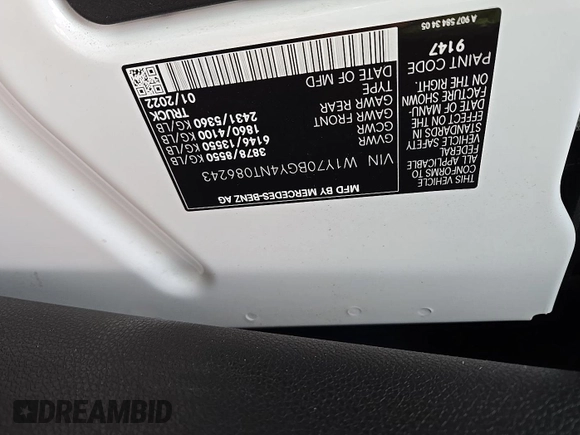 MFD BY MERCEDES-BENZ AG
VIN W1Y70BGY4NT086243
GVWR 3878/8550 KG/LB
GCWR 6146/13550 KG/LB
GAWR FRONT 1860/4100 KG/LB
GAWR REAR 2431/5360 KG/LB
TYPE TRUCK
DATE OF MFD 01/2022
THIS VEHICLE
CONFORMS TO
ALL APPLICABLE
FEDERAL
VEHICLE SAFETY
STANDARDS IN
EFFECT ON THE
DATE OF MANU-
FACTURE SHOWN
ON THE RIGHT.
PAINT CODE
9147
A 907 584 34 05
DREAMBID